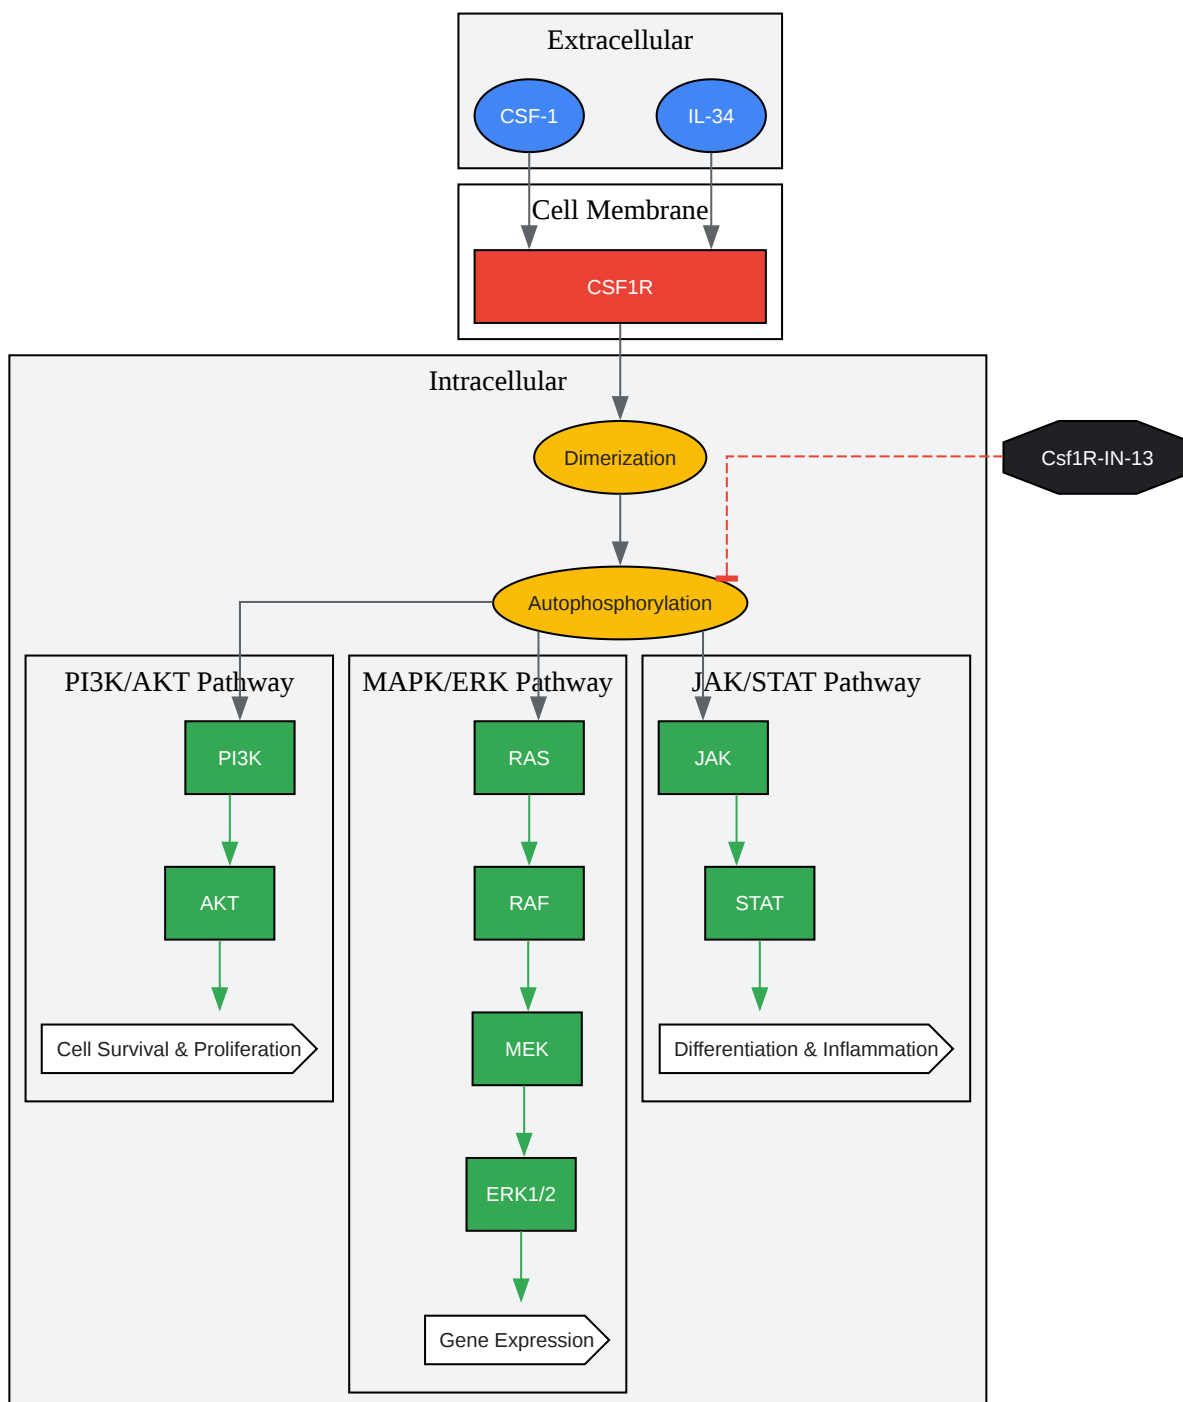 Extracellular
CSF-1
IL-34
Cell Membrane
CSF1R
Intracellular
Dimerization
Csf1R-IN-13
Autophosphorylation
PI3K/AKT Pathway
MAPK/ERK Pathway
JAK/STAT Pathway
PI3K
RAS
JAK
AKT
RAF
STAT
Cell Survival & Proliferation
MEK
Differentiation & Inflammation
ERK1/2
Gene Expression